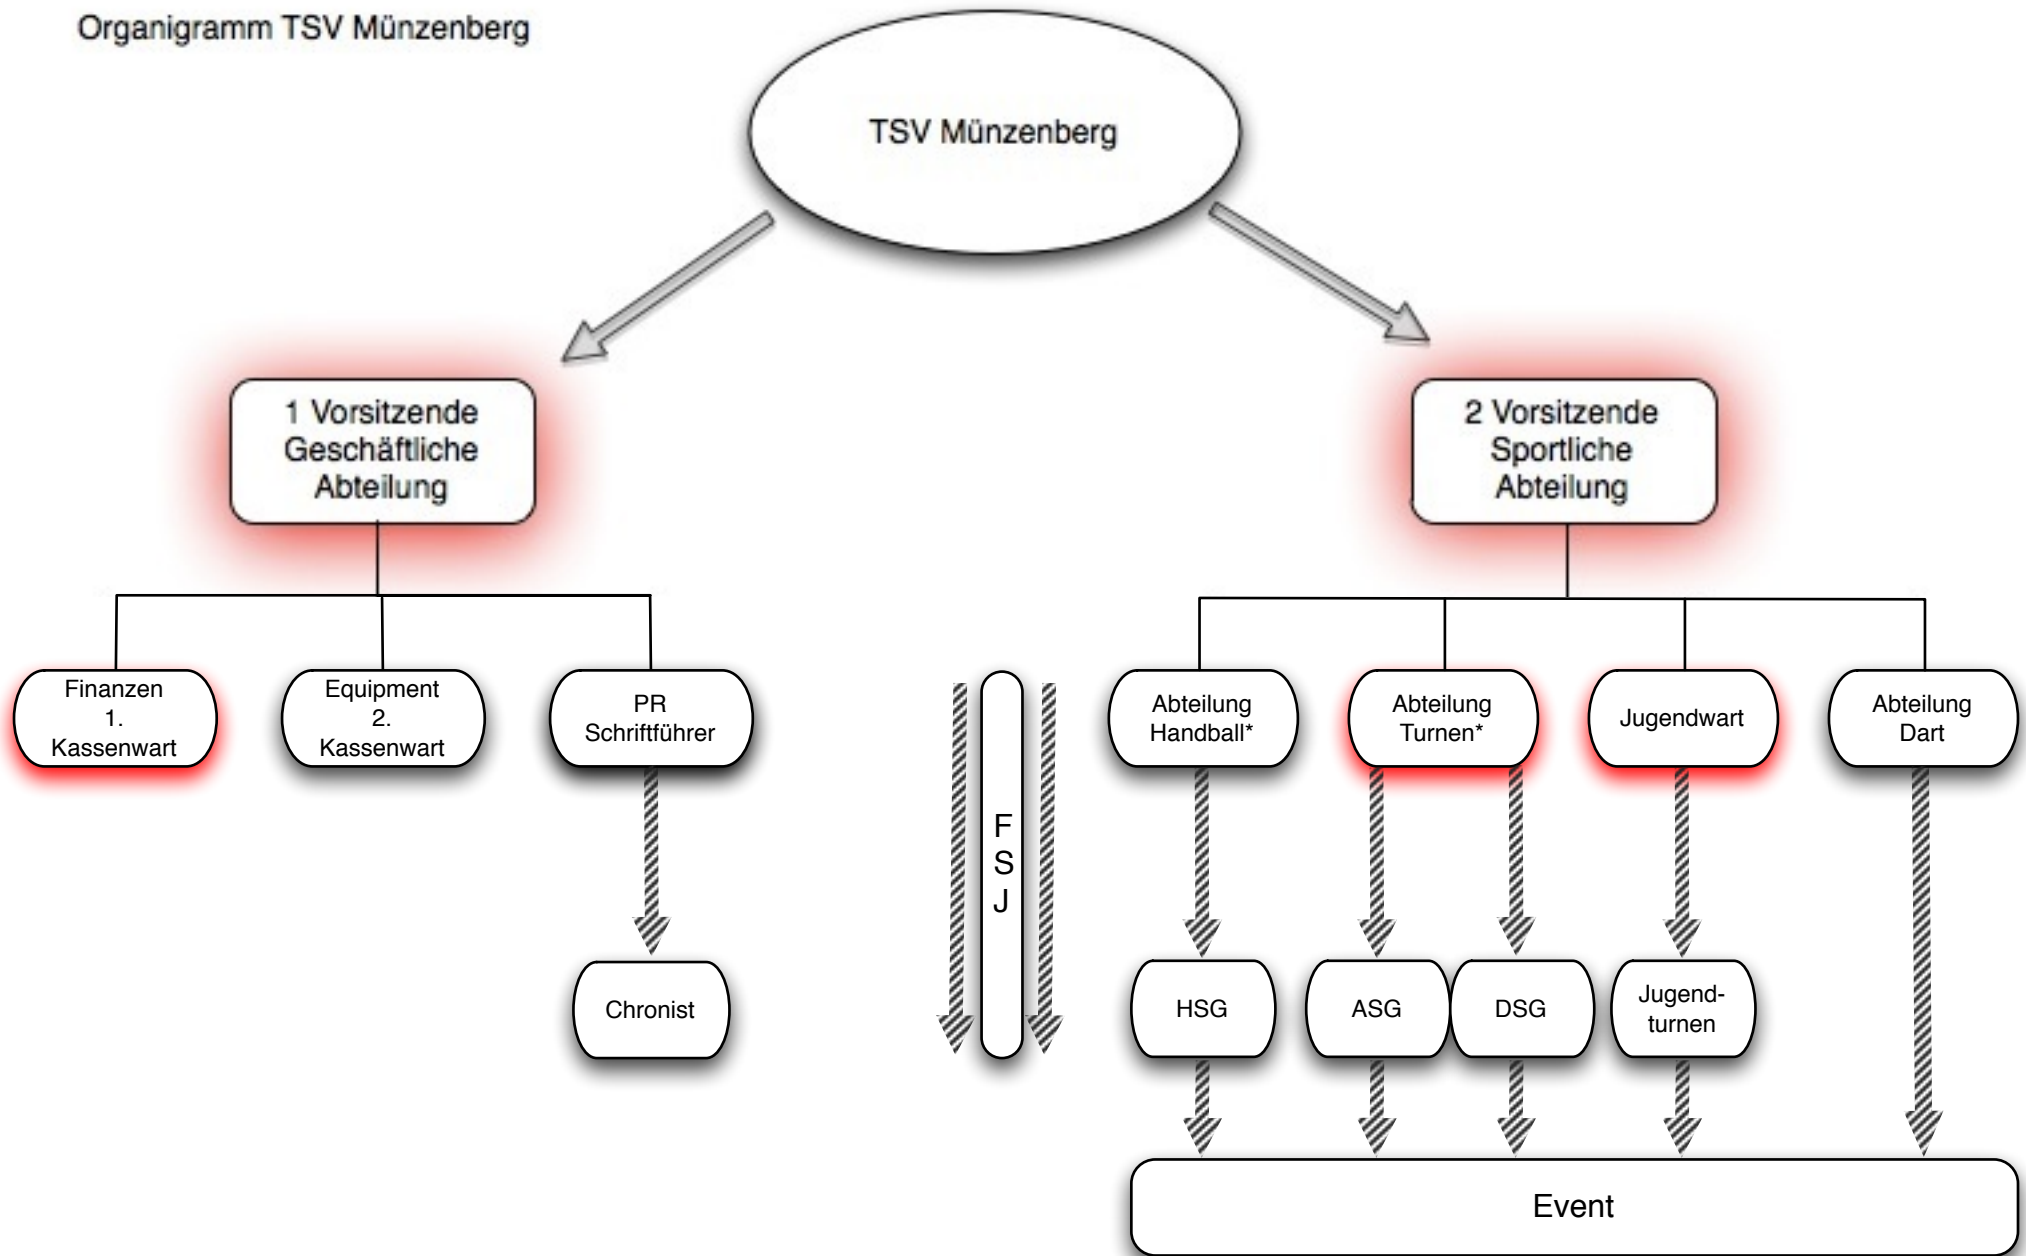 Organigramm TSV Münzenberg
TSV Münzenberg
1 Vorsitzende
Geschäftliche
Abteilung
2 Vorsitzende
Sportliche
Abteilung
Finanzen
1.
Kassenwart
Equipment
2.
Kassenwart
PR
Schriftführer
F
S
J
Abteilung
Handball*
Abteilung
Turnen*
Jugendwart
Abteilung
Dart
Chronist
HSG
ASG
DSG
Jugend-
turnen
Event